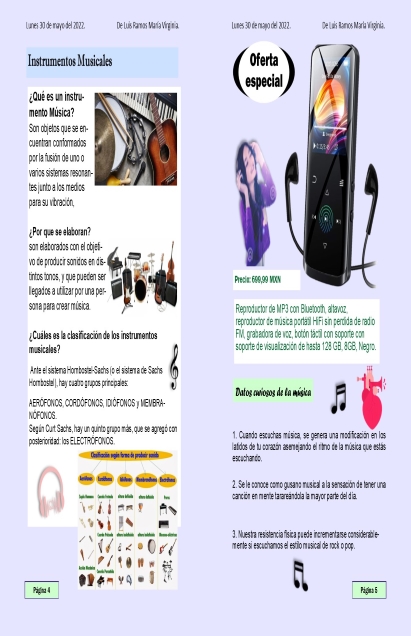 Lunes 30 de mayo del 2022.
De Luis Ramos María Virginia.
Instrumentos Musicales
¿Qué es un instru-
mento Música?
Son objetos que se en-
cuentran conformados
por la fusión de uno o
varios sistemas resonan-
tes junto a los medios
para su vibración,
¿Por que se elaboran?
son elaborados con el objeti-
vo de producir sonidos en dis-
tintos tonos, y que pueden ser
llegados a utilizar por una per-
sona para crear música.
¿Cuáles es la clasificación de los instrumentos
musicales?
Ante el sistema Hombostel-Sachs (o el sistema de Sachs
Hombostel), hay cuatro grupos principales:
AERÓFONOS, CORDÓFONOS, IDIÓFONOS y MEMBRA-
NÓFONOS.
Según Curt Sachs, hay un quinto grupo más, que se agregó con
posterioridad: los ELECTRÓFONOS.
Clasificación según forma de producir sonido
Página 4
Lunes 30 de mayo del 2022.
De Luis Ramos María Virginia.
Oferta
especial
Precio: 699,99 MXN
Reproductor de MP3 con Bluetooth, altavoz,
reproductor de música portátil HiFi sin perdida de radio
FM, grabadora de voz, botón táctil con soporte con
soporte de visualización de hasta 128 GB, 8GB, Negro.
Datos curiosos de la música
1. Cuando escuchas música, se genera una modificación en los
latidos de tu corazón asemejando el ritmo de la música que estás
escuchando.
2. Se le conoce como gusano musical a la sensación de tener una
canción en mente tarareándola la mayor parte del día.
3. Nuestra resistencia física puede incrementarse considerable-
mente si escuchamos el estilo musical de rock o pop.
Página 5